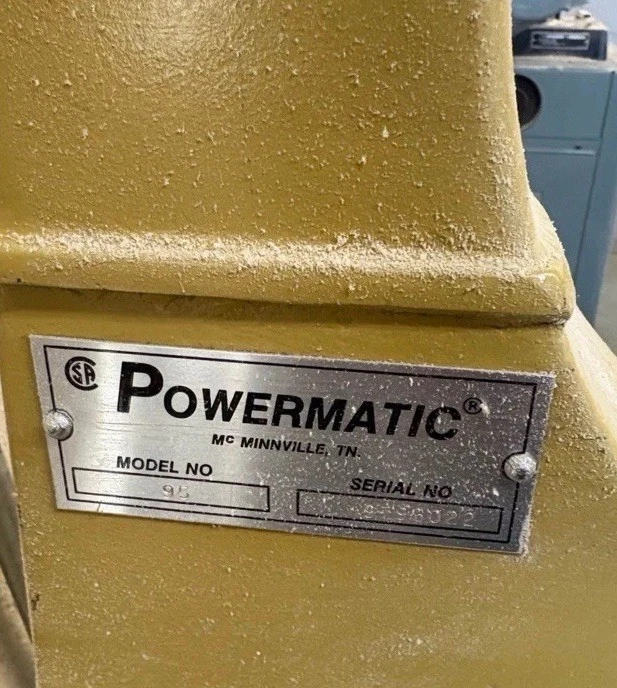 POWERMATIC®
Mc MINNVILLE, TN.
MODEL NO
95
SERIAL NO